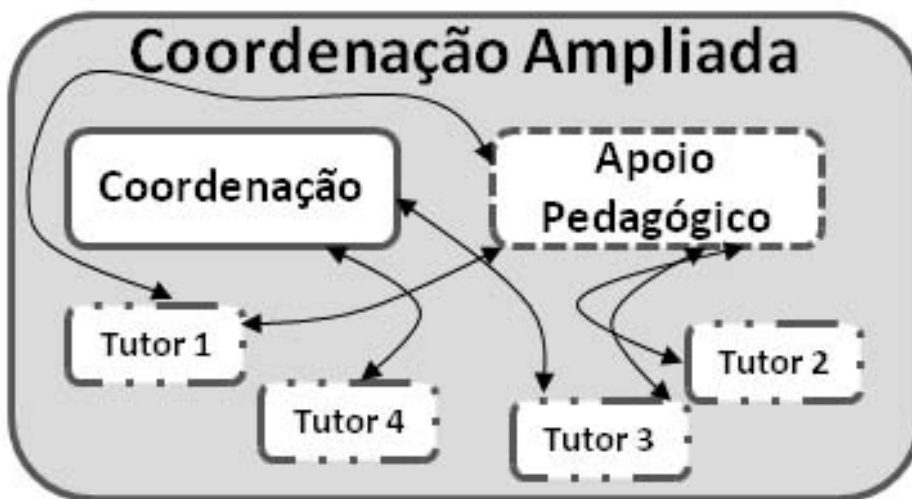 Coordenação Ampliada
Coordenação
Apoio
Pedagógico
Tutor 1
Tutor 2
Tutor 4
Tutor 3